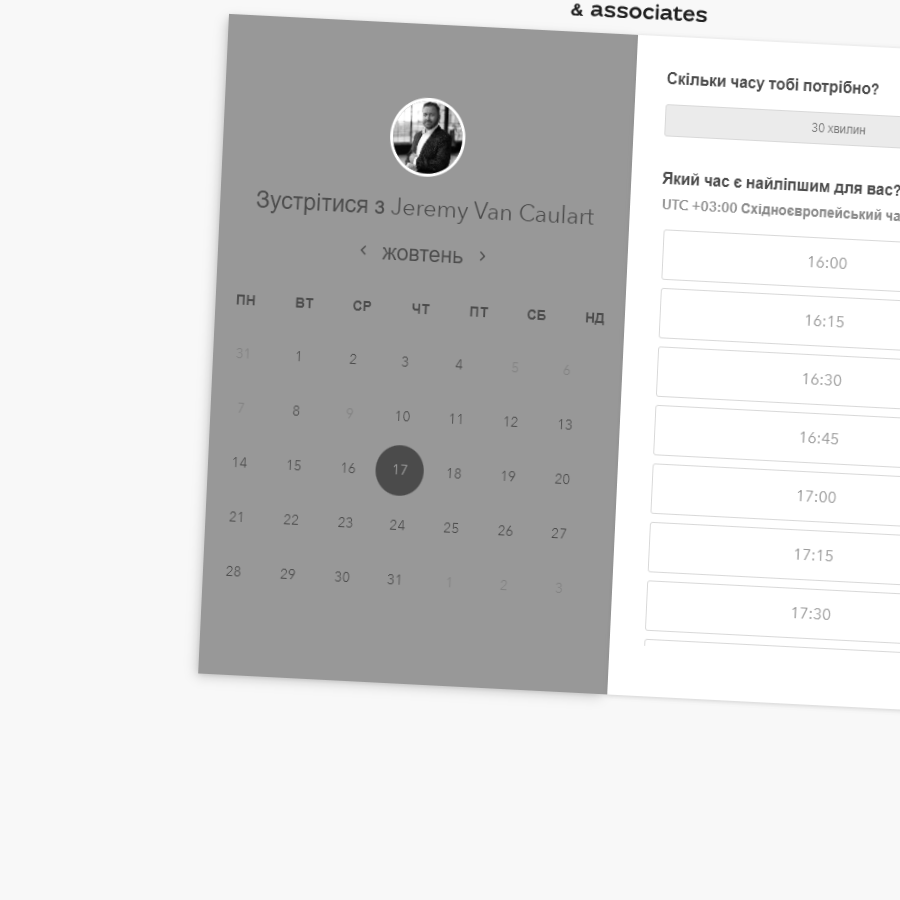 & associates
Зустрітися з Jeremy Van Caulart
‹ жовтень ›
ПН ВТ СР ЧТ ПТ СБ НД
31 1 2 3 4 5 6
7 8 9 10 11 12 13
14 15 16 17 18 19 20
21 22 23 24 25 26 27
28 29 30 31 1 2 3
Скільки часу тобі потрібно?
30 хвилин
Який час є найліпшим для вас?
UTC +03:00 Східноєвропейський ча
16:00
16:15
16:30
16:45
17:00
17:15
17:30